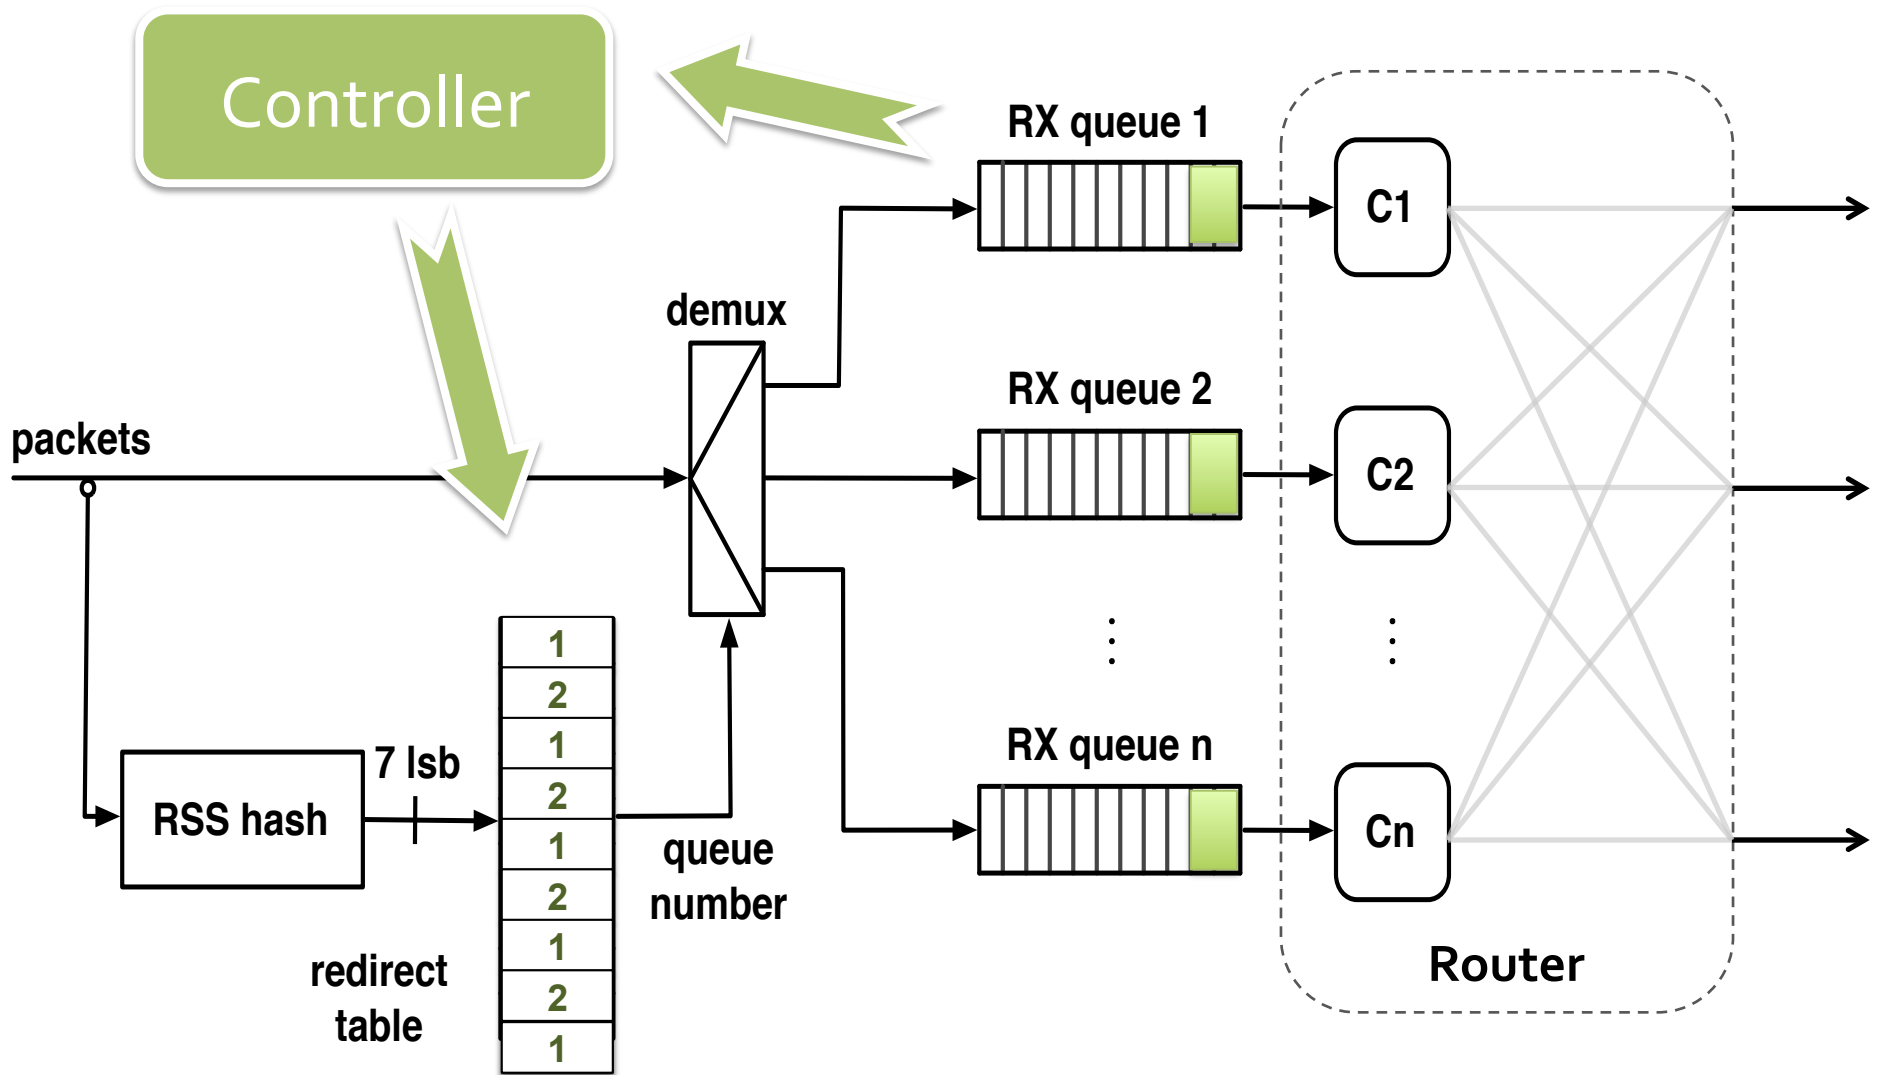 Controller
RX queue 1
C1
demux
RX queue 2
packets
C2
1
2
1
2
1
2
1
2
1
7 lsb
RSS hash
queue
number
redirect
table
RX queue n
Cn
Router